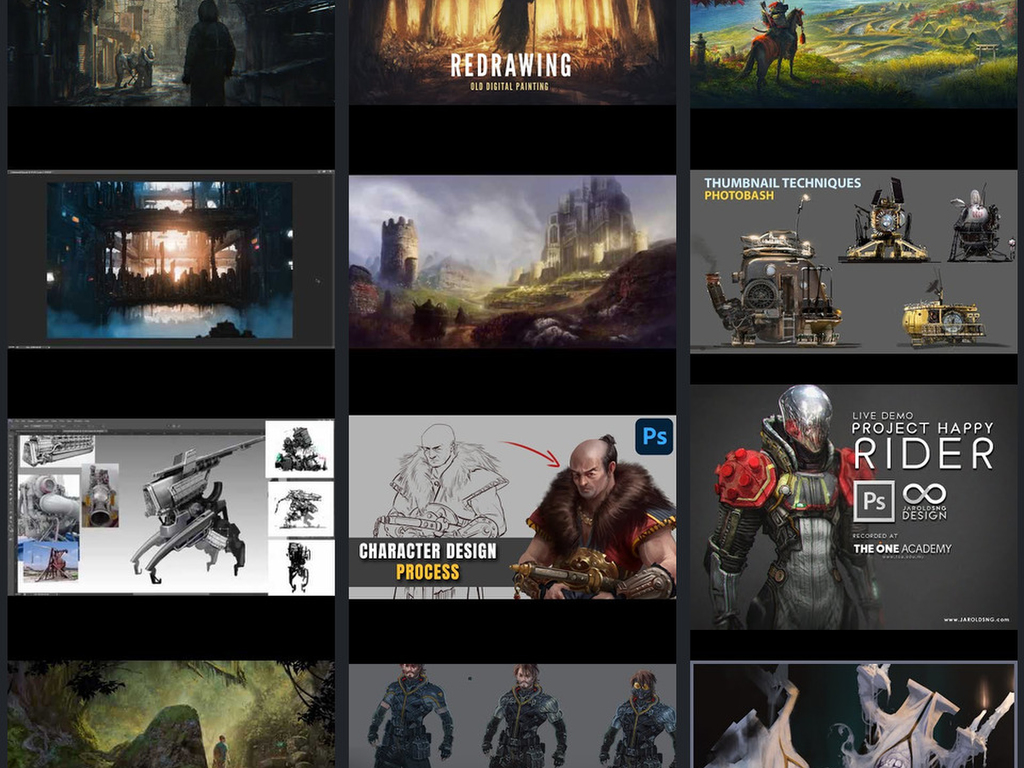 REDRAWING
OLD DIGITAL PAINTING
THUMBNAIL TECHNIQUES
PHOTOBASH
Ps
CHARACTER DESIGN
PROCESS
LIVE DEMO
PROJECT HAPPY
RIDER
Ps
JAROLDSNG
DESIGN
RECORDED AT
THE ONE ACADEMY
www.JAROLDSNG.com